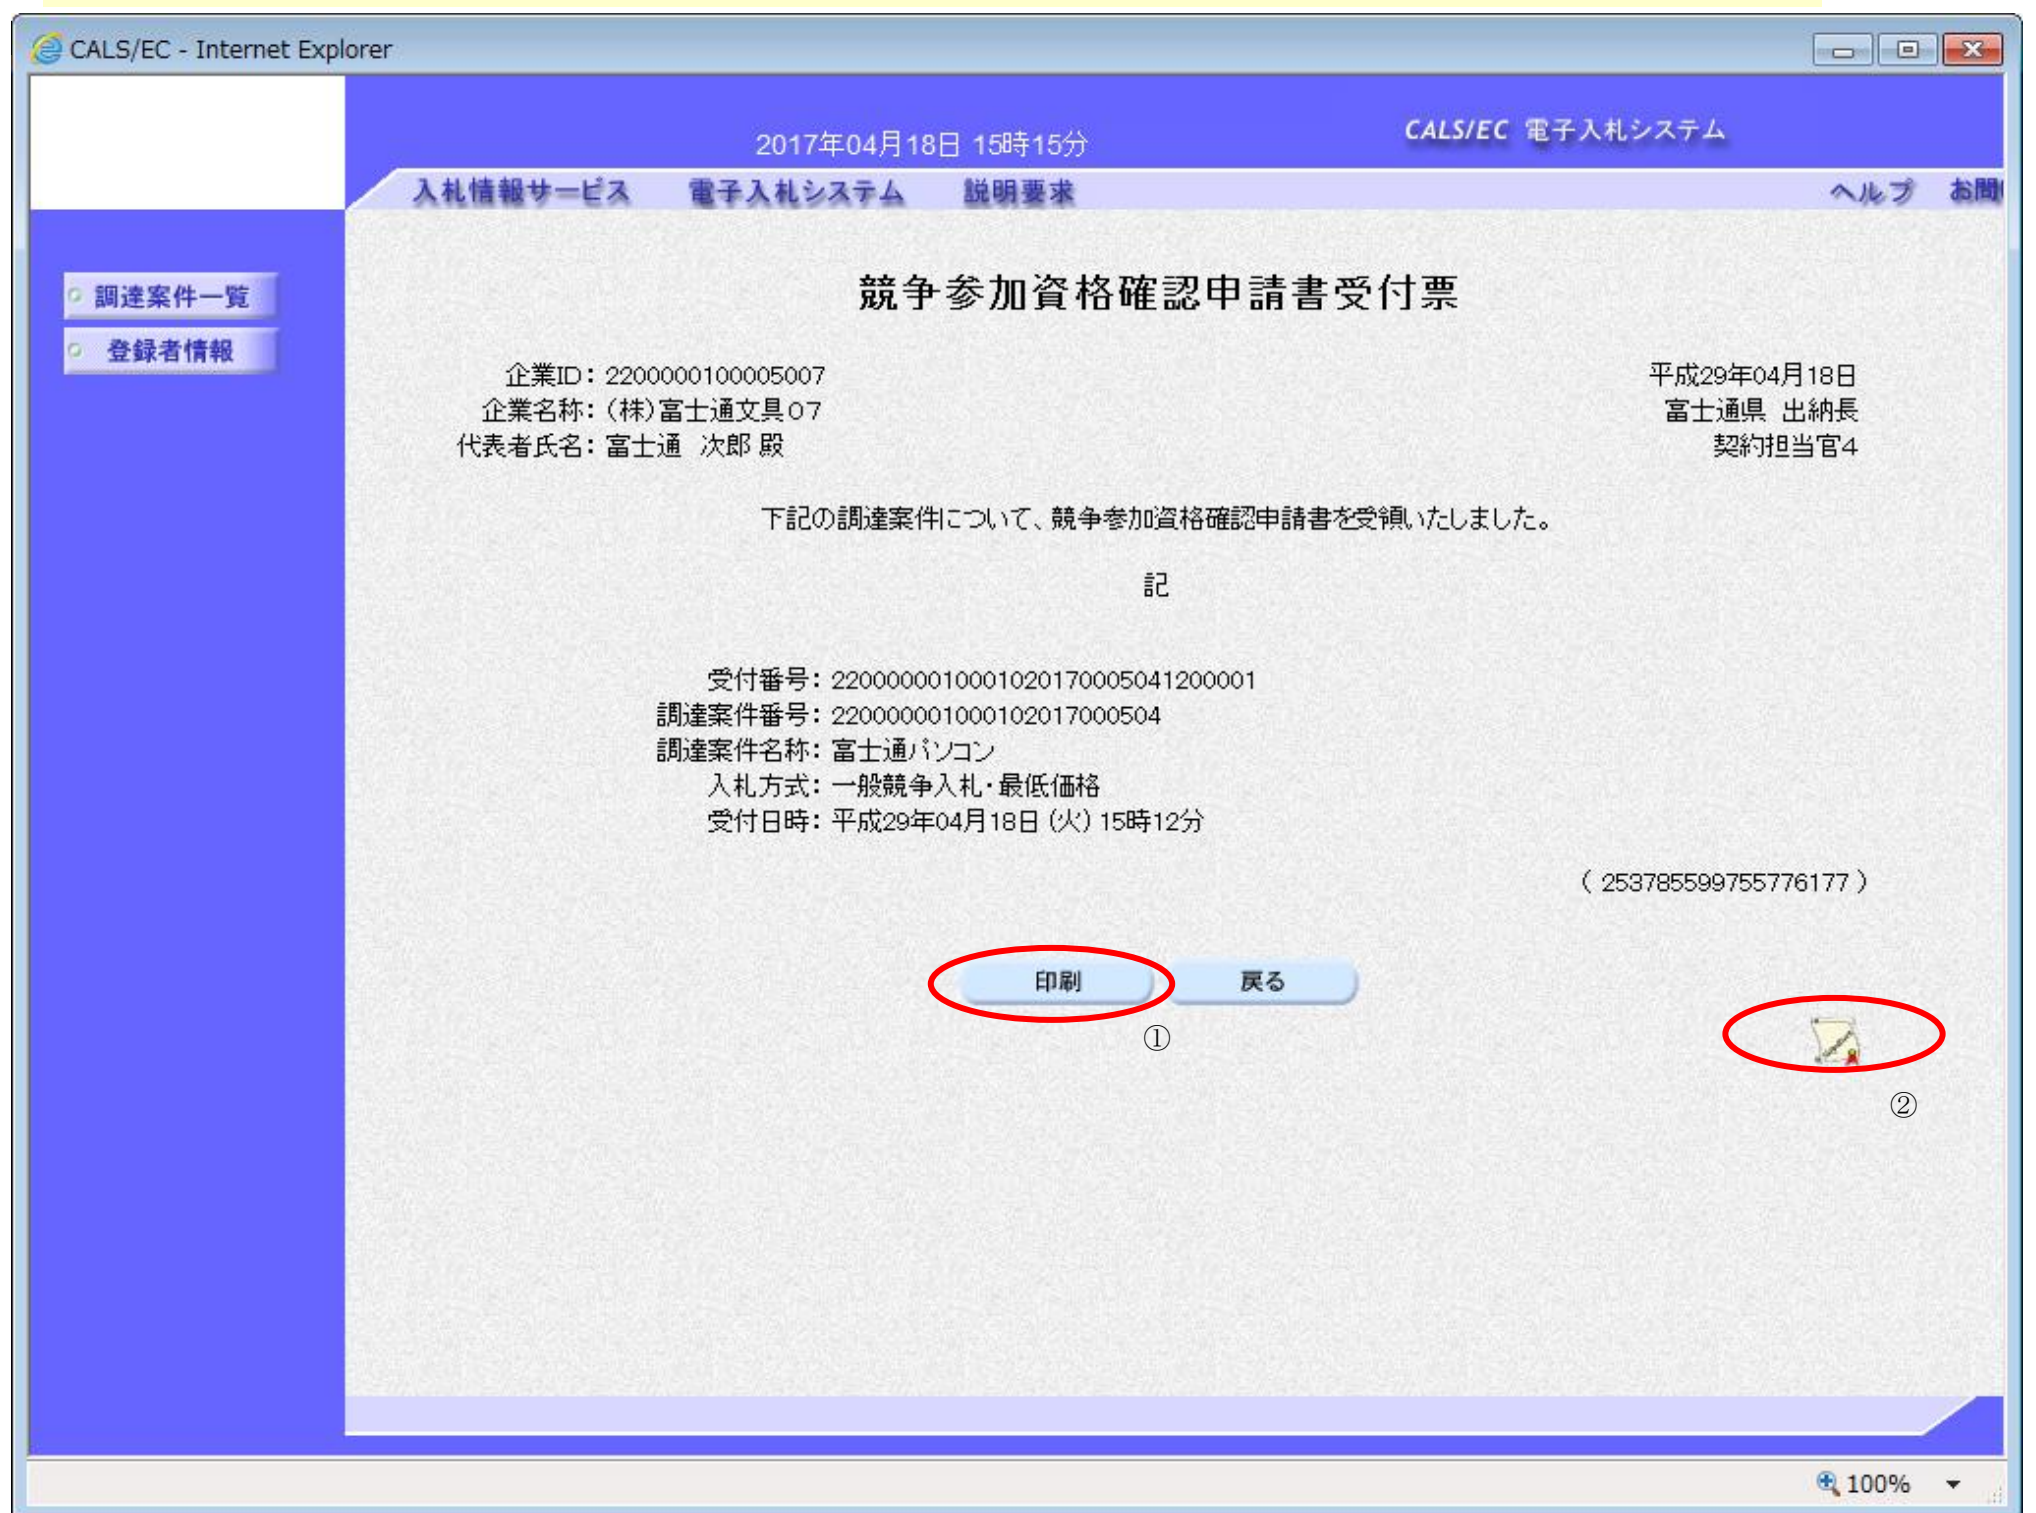 CALS/EC - Internet Explorer
2017年04月18日 15時15分
CALS/EC 電子入札システム
入札情報サービス 電子入札システム 説明要求 ヘルプ お問
調達案件一覧
登録者情報
競争参加資格確認申請書受付票
企業ID：2200000100005007
企業名称：（株）富士通文具０７
代表者氏名：富士通 次郎 殿
平成29年04月18日
富士通県 出納長
契約担当官４
下記の調達案件について、競争参加資格確認申請書を受領いたしました。
記
受付番号：2200000010001020170005041200001
調達案件番号：220000001000102017000504
調達案件名称：富士通パソコン
入札方式：一般競争入札・最低価格
受付日時：平成29年04月18日（火）15時12分
（ 253785599755776177 ）
印刷 戻る
①
②
100%